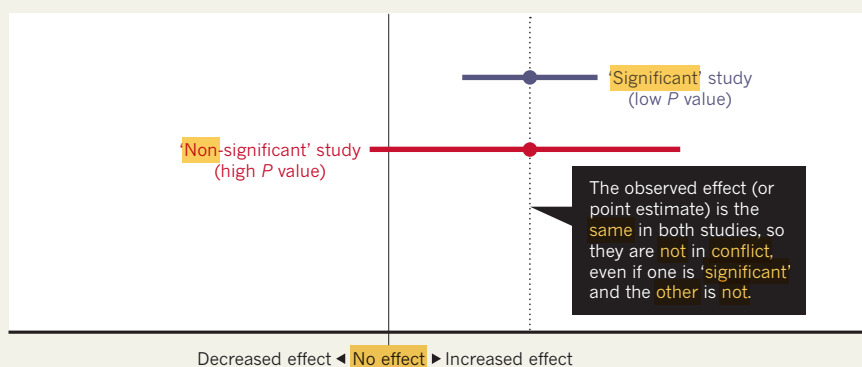 ‘Significant’ study
(low P value)
‘Non-significant’ study
(high P value)
The observed effect (or
point estimate) is the
same in both studies, so
they are not in conflict,
even if one is ‘significant’
and the other is not.
Decreased effect ◄ No effect ► Increased effect